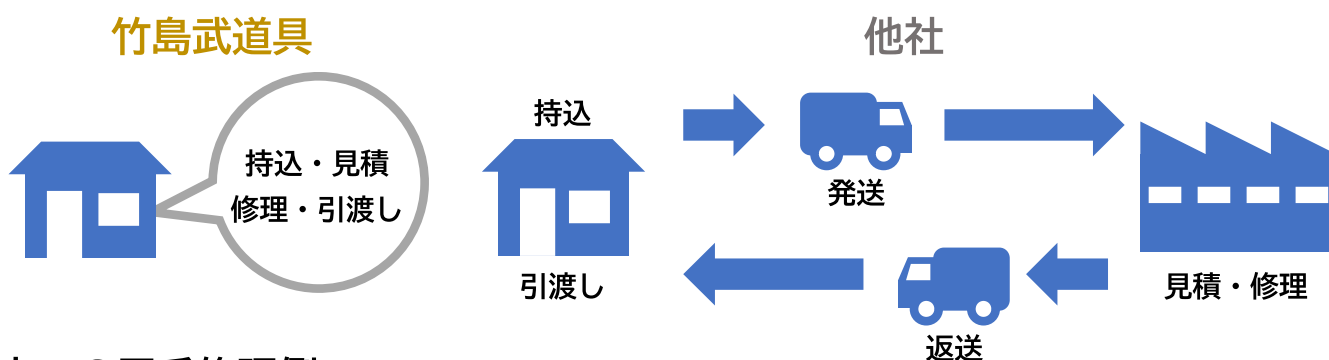 竹島武道具
持込・見積
修理・引渡し
他社
持込
発送
見積・修理
返送
引渡し